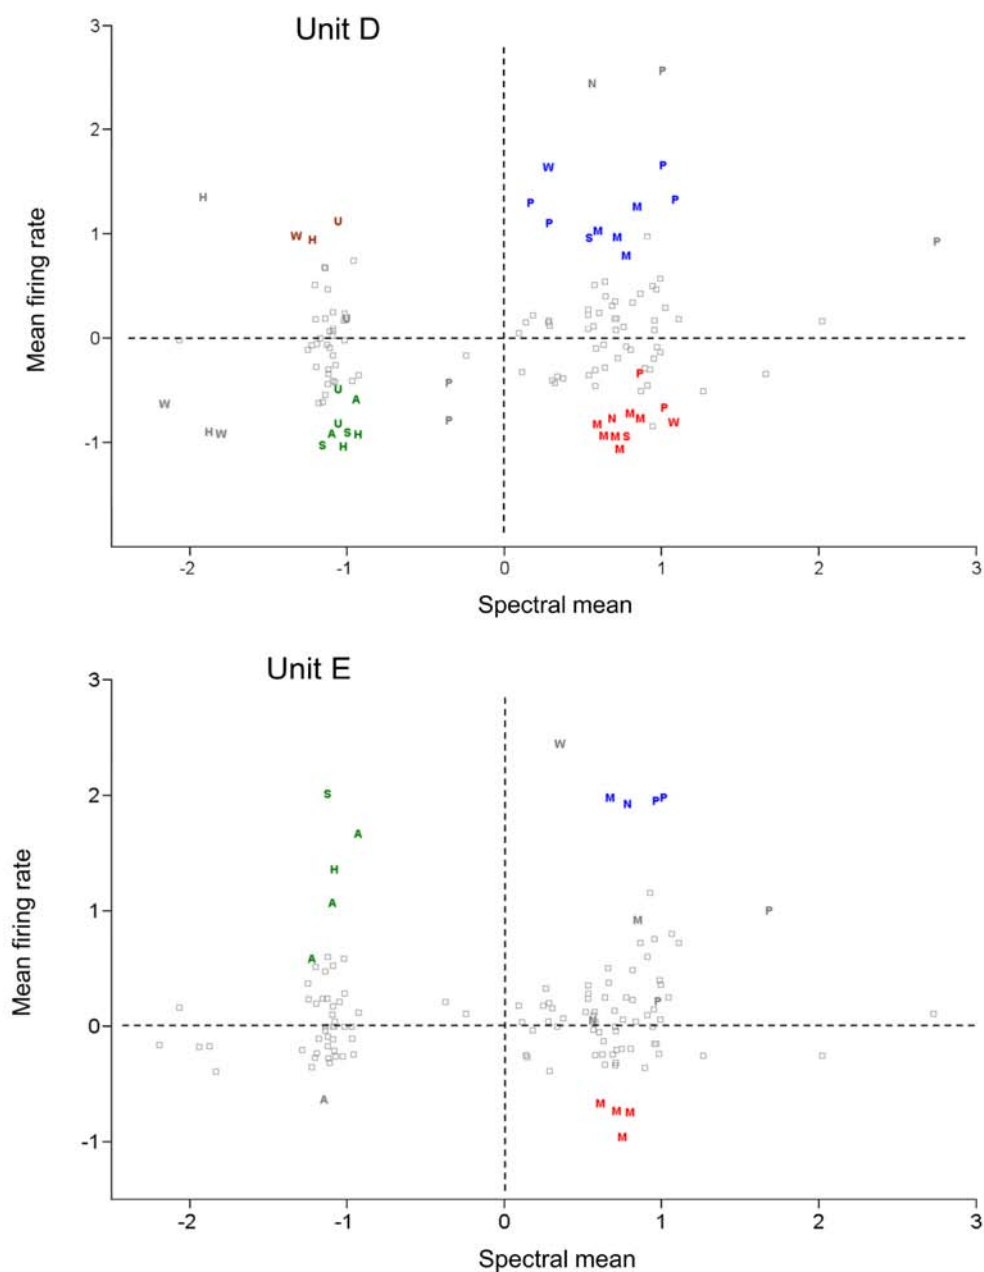 Unit D
3
2
1
0
-1
Mean firing rate
N P
W P
H P P
U P M
W H S M M P
M
U
U
P
W U A P P
H W U A S H M N M M P W
S H M M S
M
-2 -1 0 1 2 3
Spectral mean
Unit E
3
2
1
0
-1
Mean firing rate
W
S M N P P
A
H
A M P
A
P
N
A M M M
M
-2 -1 0 1 2 3
Spectral mean